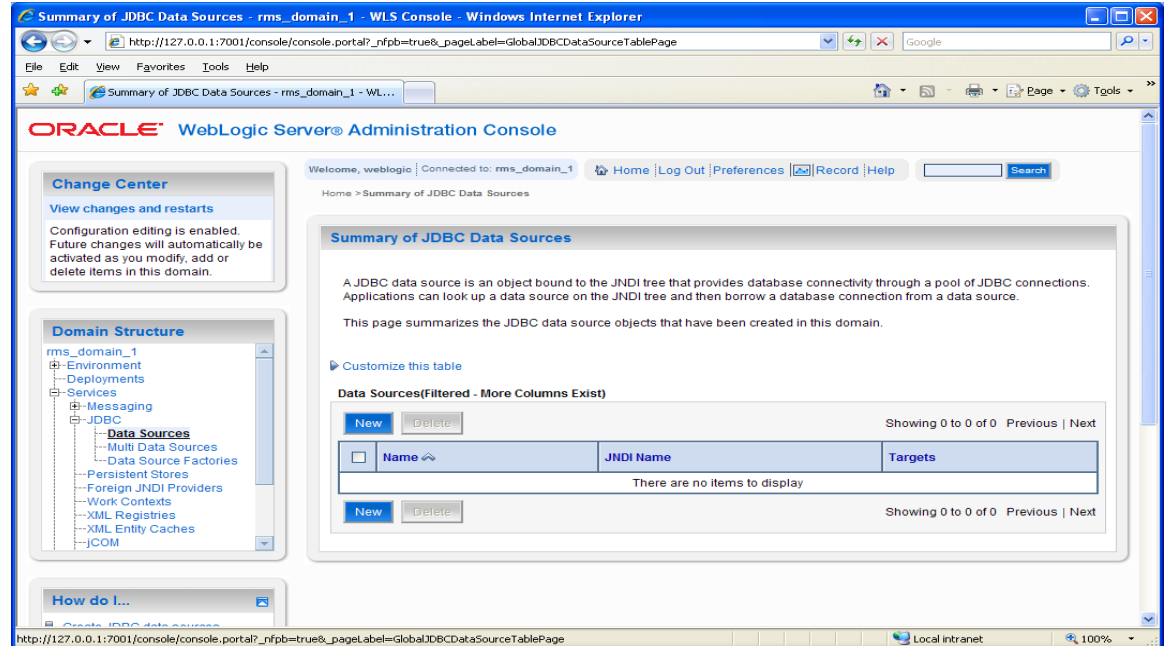 Summary of JDBC Data Sources - rms_domain_1 - WLS Console - Windows Internet Explorer
http://127.0.0.1:7001/console/console.portal?_nfpb=true&_pageLabel=GlobalJDBCDataSourceTablePage
Google
File Edit View Favorites Tools Help
Summary of JDBC Data Sources - rms_domain_1 - WL...
Page Tools
ORACLE WebLogic Server® Administration Console
Change Center
View changes and restarts
Configuration editing is enabled.
Future changes will automatically be
activated as you modify, add or
delete items in this domain.
Domain Structure
rms_domain_1
Environment
Deployments
Services
Messaging
JDBC
Data Sources
Multi Data Sources
Data Source Factories
Persistent Stores
Foreign JNDI Providers
Work Contexts
XML Registries
XML Entity Caches
jCOM
How do I...
Create JDBC data sources
Welcome, weblogic Connected to: rms_domain_1 Home Log Out Preferences Record Help Search
Home >Summary of JDBC Data Sources
Summary of JDBC Data Sources
A JDBC data source is an object bound to the JNDI tree that provides database connectivity through a pool of JDBC connections.
Applications can look up a data source on the JNDI tree and then borrow a database connection from a data source.
This page summarizes the JDBC data source objects that have been created in this domain.
Customize this table
Data Sources(Filtered - More Columns Exist)
New Delete Showing 0 to 0 of 0 Previous | Next
Name JNDI Name Targets
There are no items to display
New Delete Showing 0 to 0 of 0 Previous | Next
http://127.0.0.1:7001/console/console.portal?_nfpb=true&_pageLabel=GlobalJDBCDataSourceTablePage Local intranet 100%